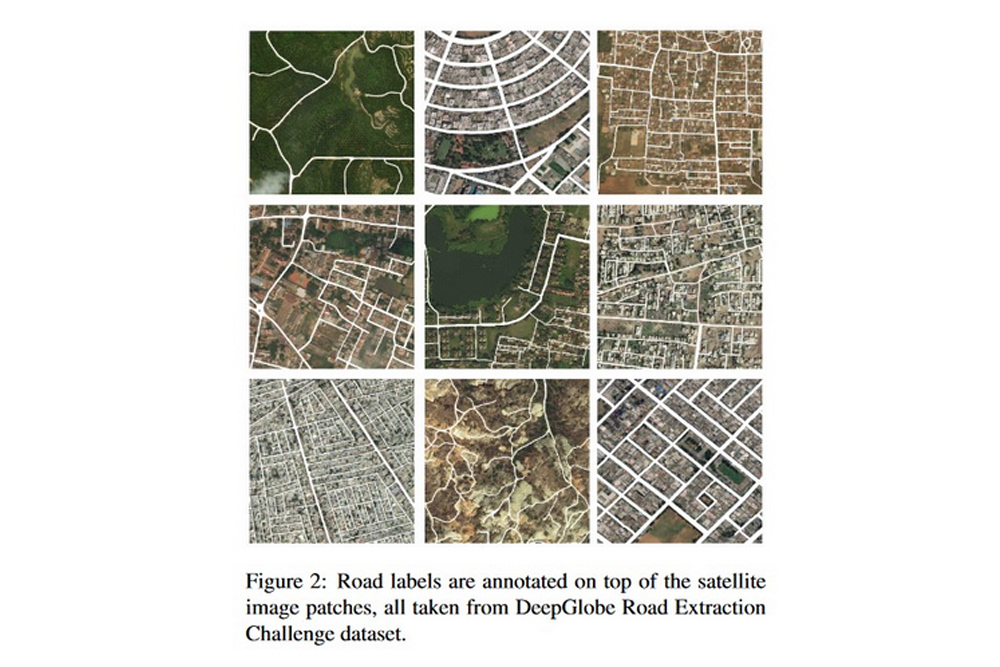 Figure 2: Road labels are annotated on top of the satellite
image patches, all taken from DeepGlobe Road Extraction
Challenge dataset.